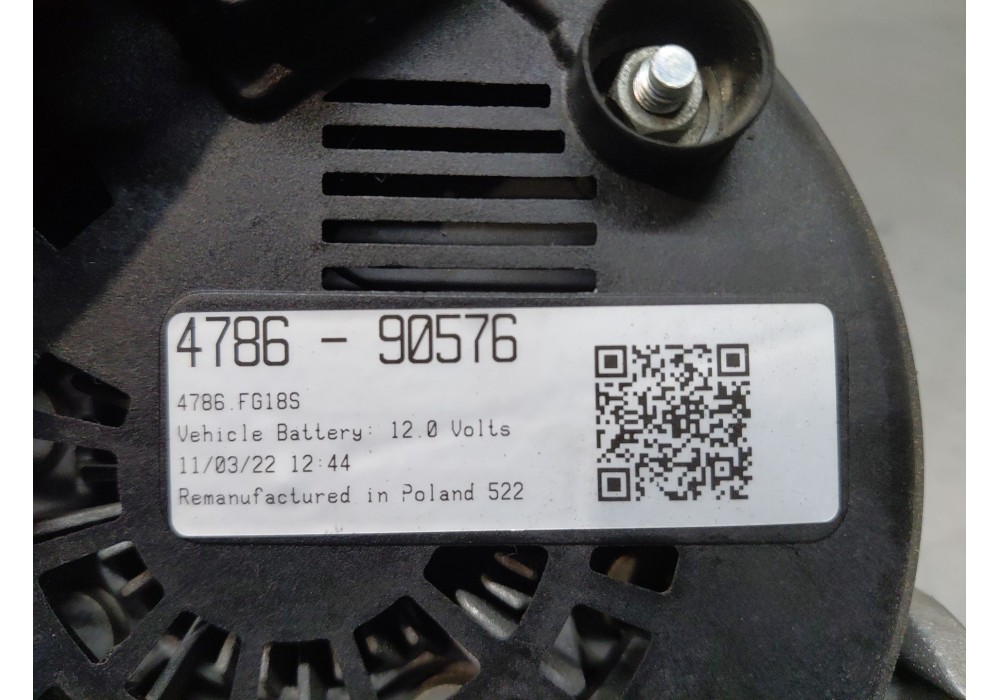 4786 - 90576
4786.FG18S
Vehicle Battery: 12.0 Volts
11/03/22 12:44
Remanufactured in Poland 522